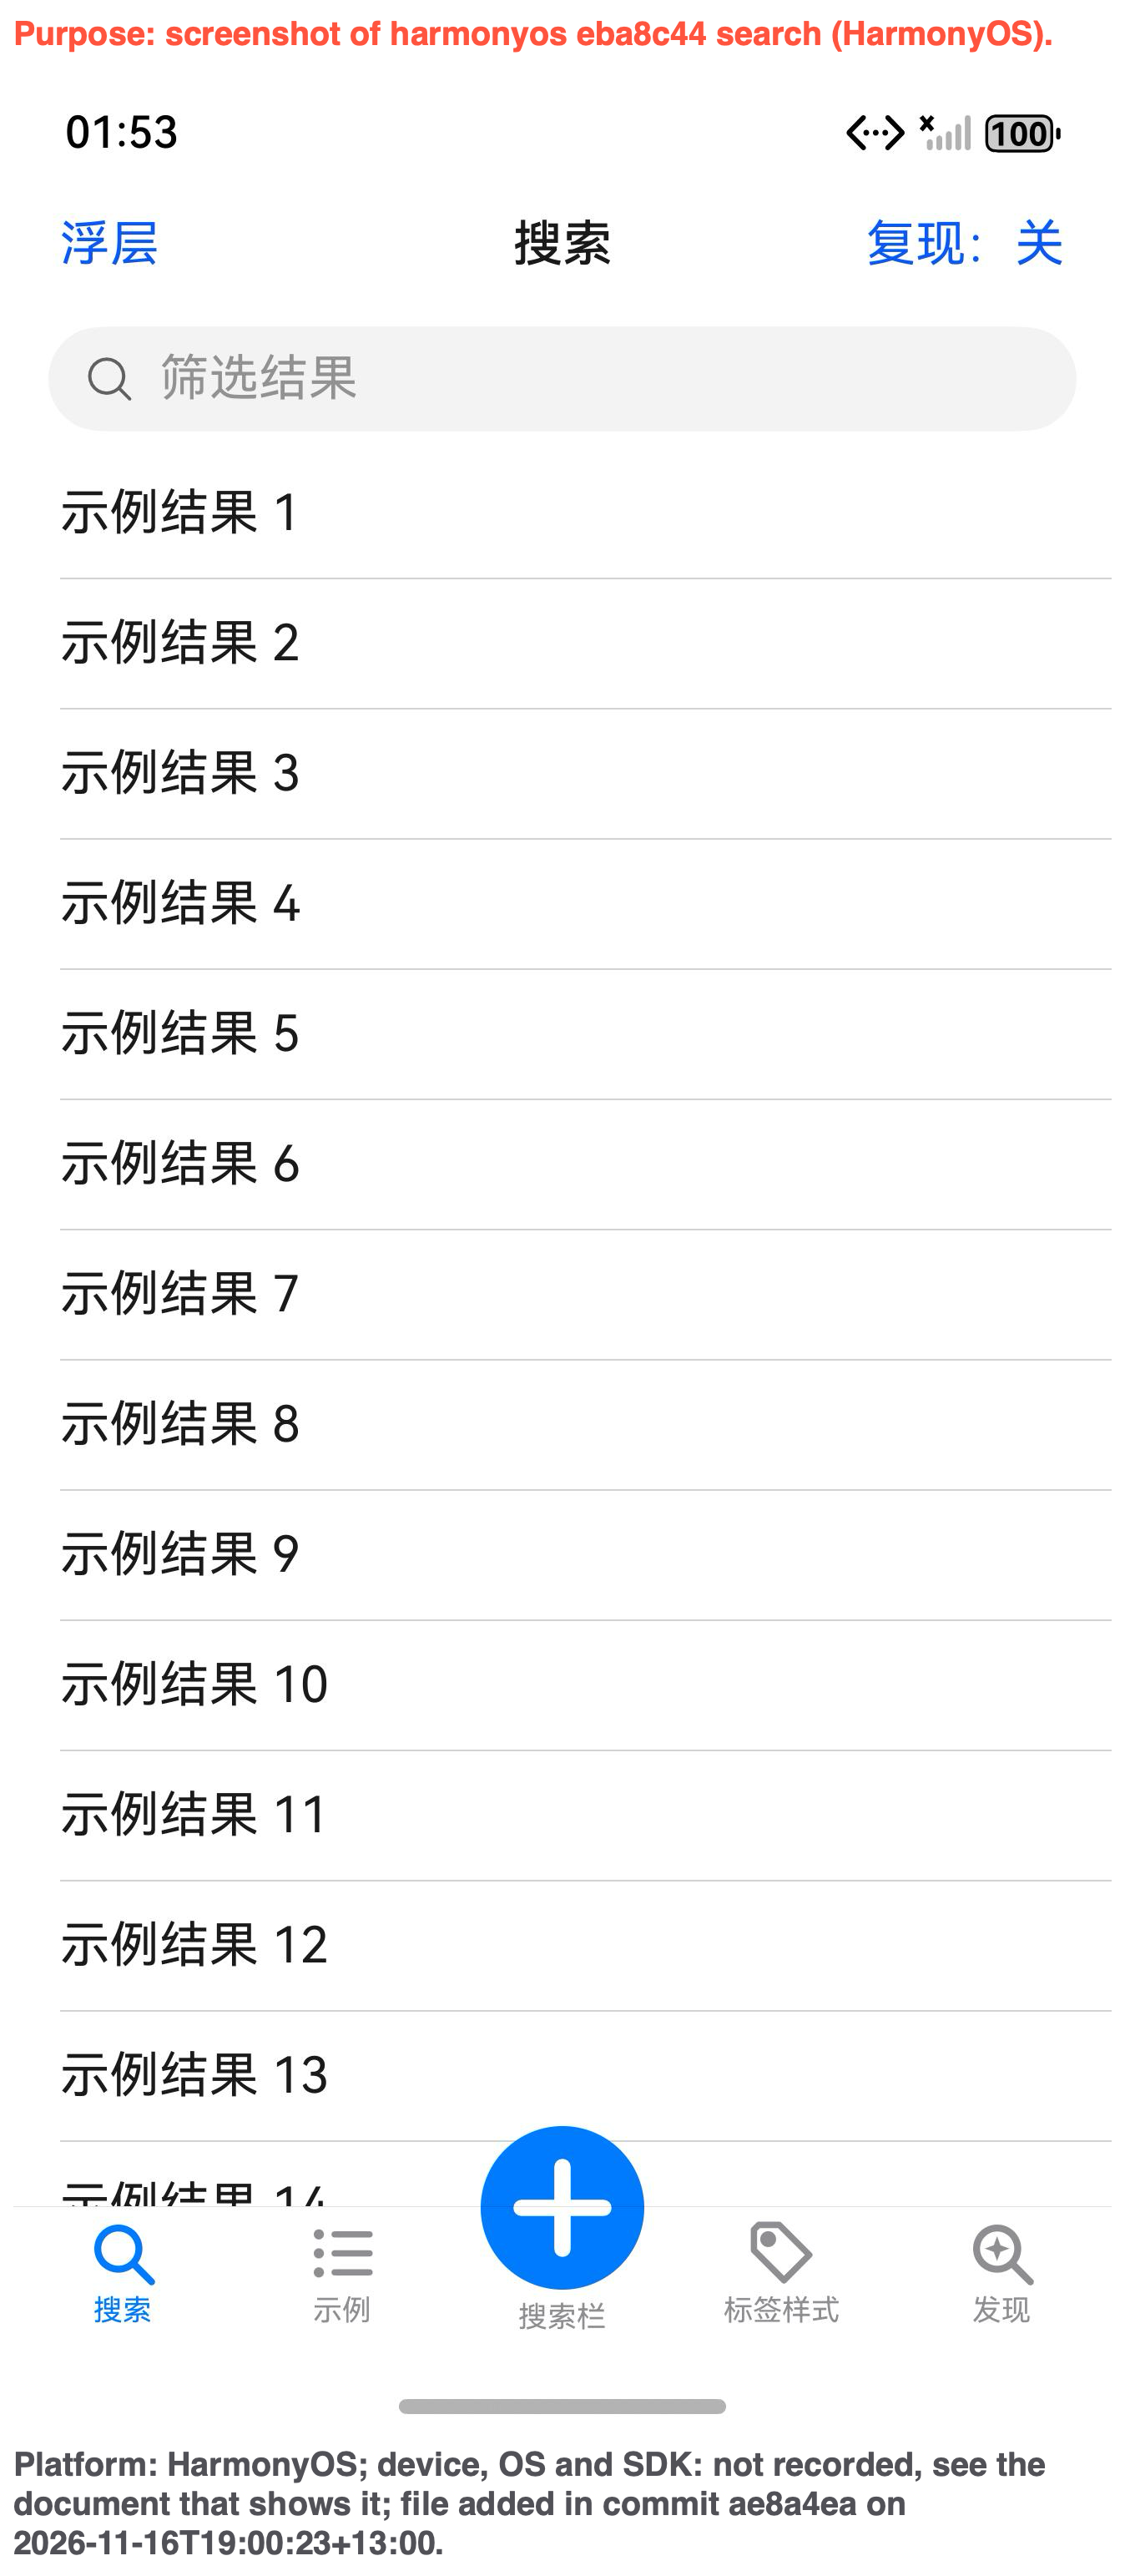 Purpose: screenshot of harmonyos eba8c44 search (HarmonyOS).
01:53
100
浮层
搜索
复现：关
筛选结果
示例结果 1
示例结果 2
示例结果 3
示例结果 4
示例结果 5
示例结果 6
示例结果 7
示例结果 8
示例结果 9
示例结果 10
示例结果 11
示例结果 12
示例结果 13
示例结果 14
搜索
示例
搜索栏
标签样式
发现
Platform: HarmonyOS; device, OS and SDK: not recorded, see the
document that shows it; file added in commit ae8a4ea on
2026-11-16T19:00:23+13:00.